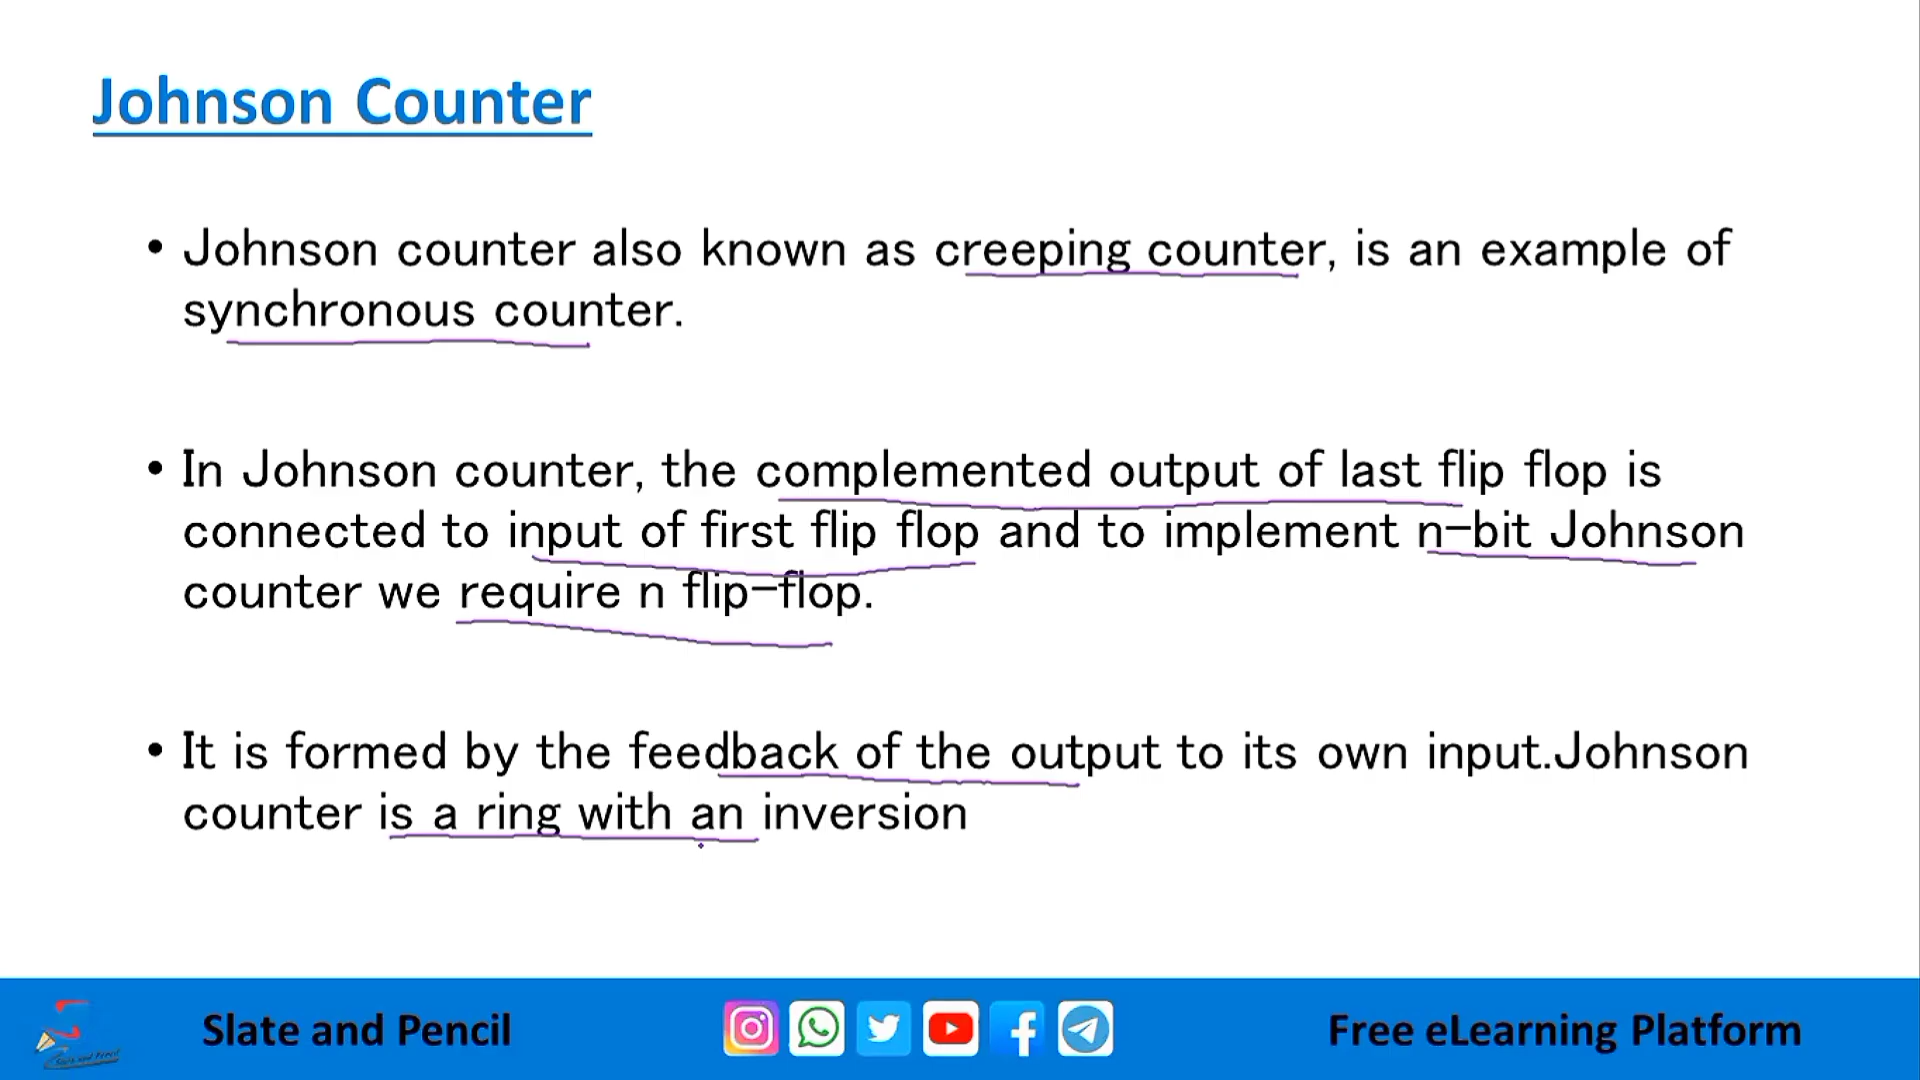 Johnson Counter
• Johnson counter also known as creeping counter, is an example of
synchronous counter.
• In Johnson counter, the complemented output of last flip flop is
connected to input of first flip flop and to implement n-bit Johnson
counter we require n flip-flop.
• It is formed by the feedback of the output to its own input.Johnson
counter is a ring with an inversion
Slate and Pencil
Slate and Pencil
Free eLearning Platform